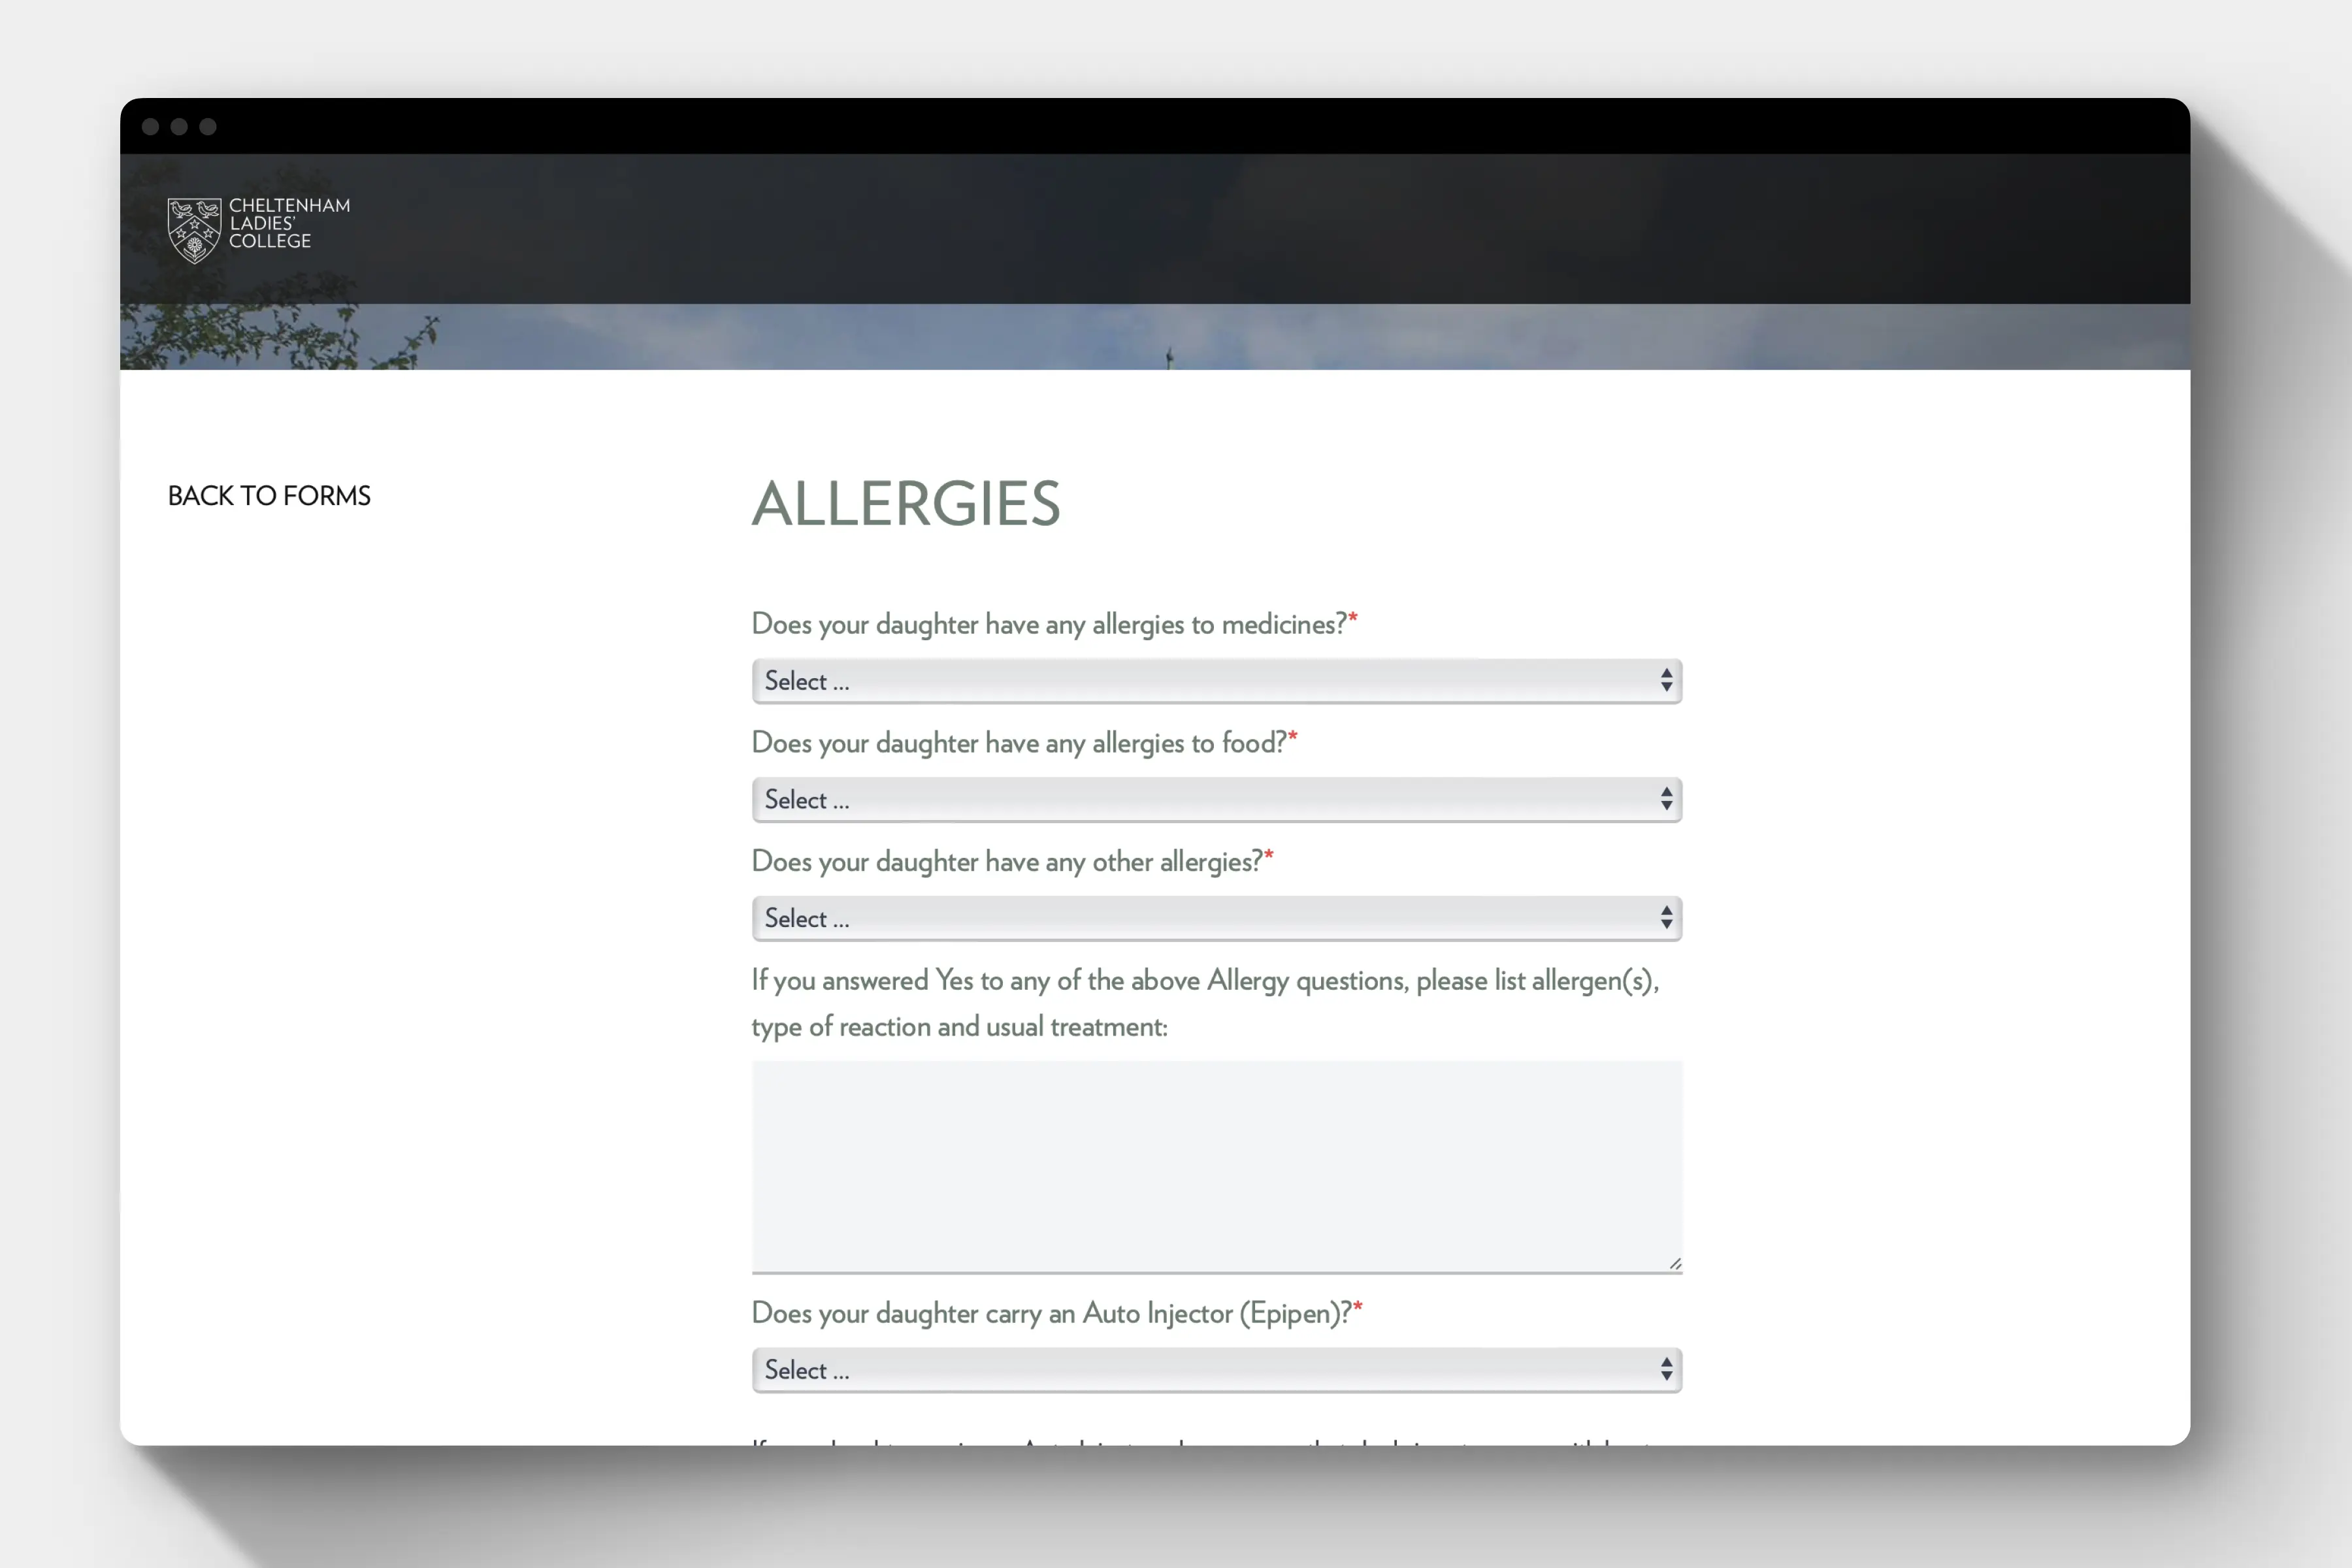 CHELTENHAM
LADIES'
COLLEGE
BACK TO FORMS
ALLERGIES
Does your daughter have any allergies to medicines?*
Select ...
Does your daughter have any allergies to food?*
Select ...
Does your daughter have any other allergies?*
Select ...
If you answered Yes to any of the above Allergy questions, please list allergen(s),
type of reaction and usual treatment:
Does your daughter carry an Auto Injector (Epipen)?*
Select ...